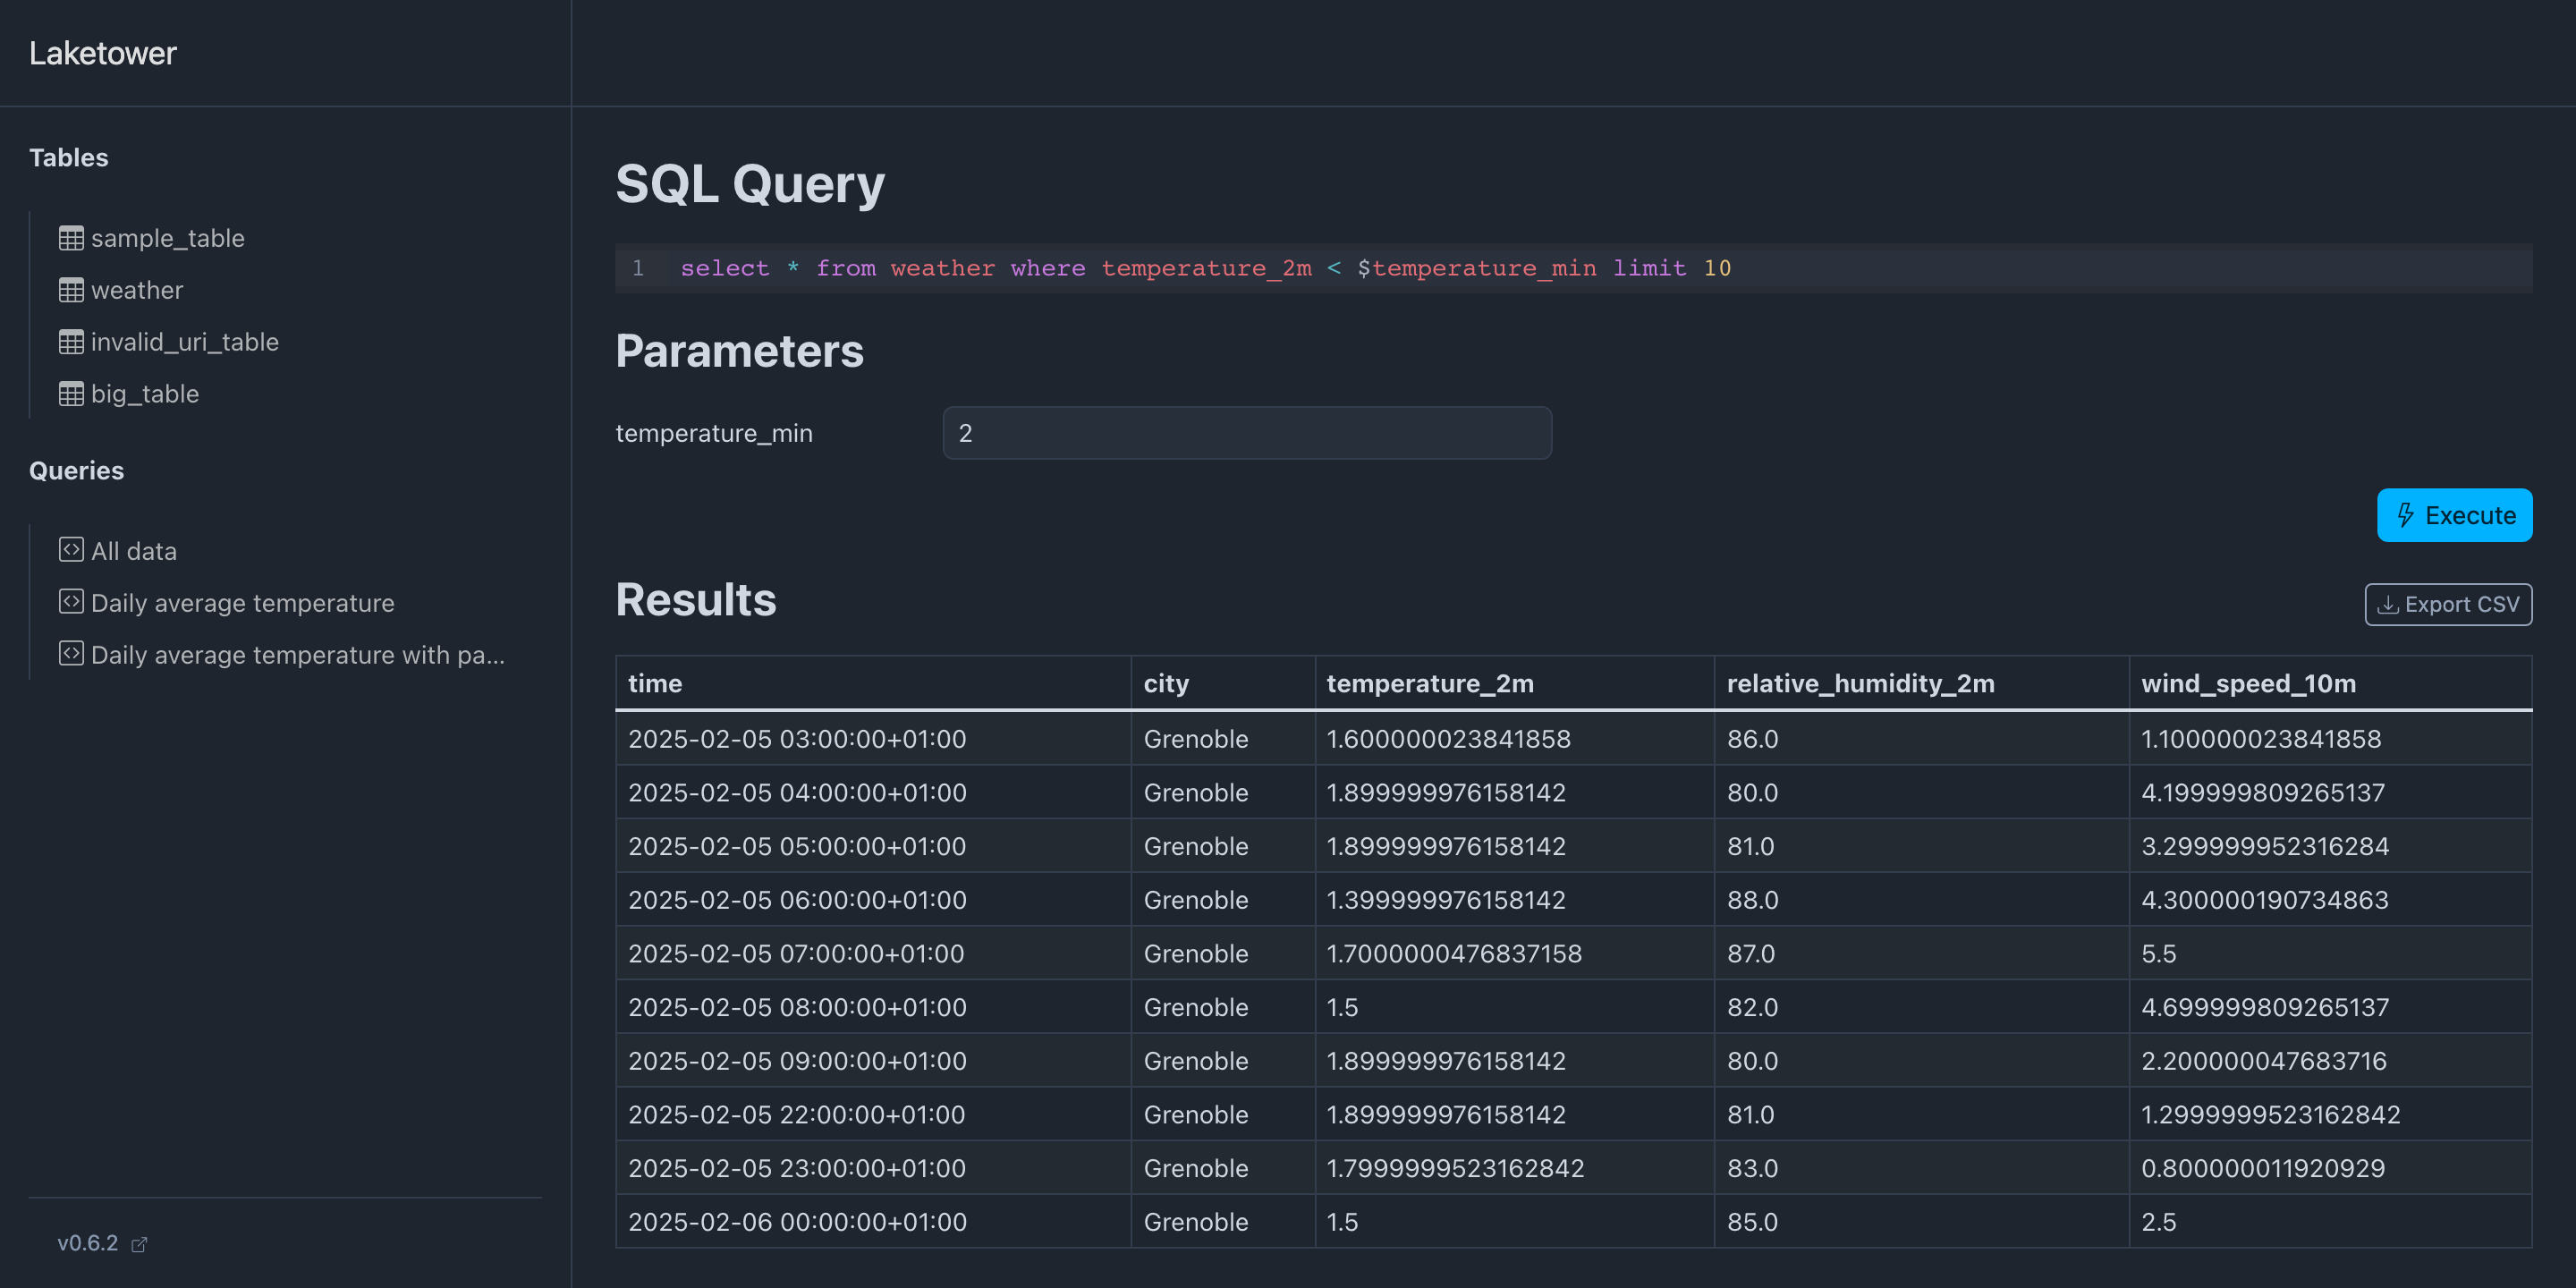 Laketower
Tables
sample_table
weather
invalid_uri_table
big_table
Queries
All data
Daily average temperature
Daily average temperature with pa...
v0.6.2
SQL Query
1 select * from weather where temperature_2m < $temperature_min limit 10
Parameters
temperature_min 2
Execute
Results
Export CSV
time city temperature_2m relative_humidity_2m wind_speed_10m
2025-02-05 03:00:00+01:00 Grenoble 1.600000023841858 86.0 1.100000023841858
2025-02-05 04:00:00+01:00 Grenoble 1.899999976158142 80.0 4.199999809265137
2025-02-05 05:00:00+01:00 Grenoble 1.899999976158142 81.0 3.299999952316284
2025-02-05 06:00:00+01:00 Grenoble 1.399999976158142 88.0 4.300000190734863
2025-02-05 07:00:00+01:00 Grenoble 1.7000000476837158 87.0 5.5
2025-02-05 08:00:00+01:00 Grenoble 1.5 82.0 4.699999809265137
2025-02-05 09:00:00+01:00 Grenoble 1.899999976158142 80.0 2.200000047683716
2025-02-05 22:00:00+01:00 Grenoble 1.899999976158142 81.0 1.2999999523162842
2025-02-05 23:00:00+01:00 Grenoble 1.7999999523162842 83.0 0.800000011920929
2025-02-06 00:00:00+01:00 Grenoble 1.5 85.0 2.5